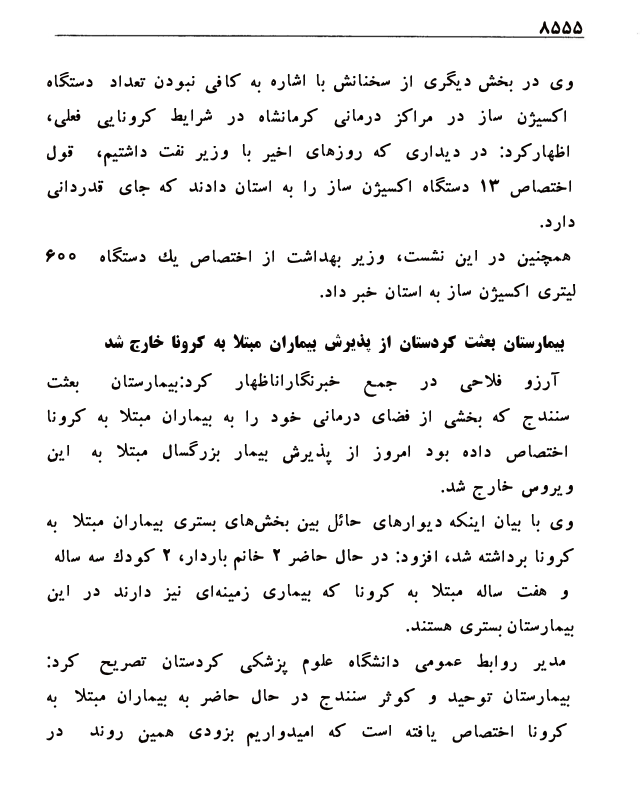 ۸۵۵۵
وی در بخش دیگری از سخنانش با اشاره به کافی نبودن تعداد دستگاه
اکسیژن ساز در مراکز درمانی کرمانشاه در شرایط کرونایی فعلی،
اظهارکرد: در دیداری که روزهای اخیر با وزیر نفت داشتیم، قول
اختصاص ۱۳ دستگاه اکسیژن ساز را به استان دادند که جای قدردانی
دارد.
همچنین در این نشست، وزیر بهداشت از اختصاص یك دستگاه ۶۰۰
لیتری اکسیژن ساز به استان خبر داد.
بیمارستان بعثت کردستان از پذیرش بیماران مبتلا به کرونا خارج شد
آرزو فلاحی در جمع خبرنگاراناظهار کرد:بیمارستان بعثت
سنندج که بخشی از فضای درمانی خود را به بیماران مبتلا به کرونا
اختصاص داده بود امروز از پذیرش بیمار بزرگسال مبتلا به این
ویروس خارج شد.
وی با بیان اینکه دیوارهای حائل بین بخش‌های بستری بیماران مبتلا به
کرونا برداشته شد، افزود: در حال حاضر ۲ خانم باردار، ۲ کودك سه ساله
و هفت ساله مبتلا به کرونا که بیماری زمینه‌ای نیز دارند در این
بیمارستان بستری هستند.
مدیر روابط عمومی دانشگاه علوم پزشکی کردستان تصریح کرد:
بیمارستان توحید و کوثر سنندج در حال حاضر به بیماران مبتلا به
کرونا اختصاص یافته است که امیدواریم بزودی همین روند در